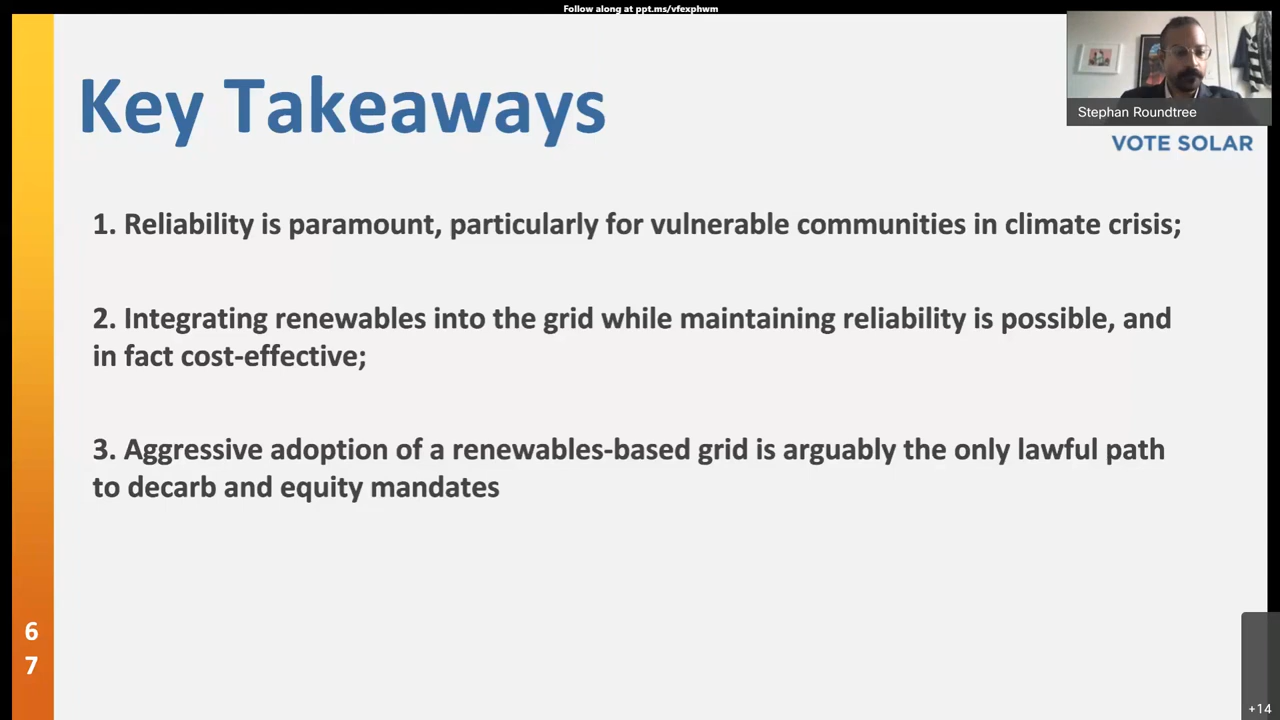 Follow along at ppt.ms/vfexphwm
Key Takeaways
Stephan Roundtree
VOTE SOLAR
1. Reliability is paramount, particularly for vulnerable communities in climate crisis;
2. Integrating renewables into the grid while maintaining reliability is possible, and
in fact cost-effective;
3. Aggressive adoption of a renewables-based grid is arguably the only lawful path
to decarb and equity mandates
6
7
+14